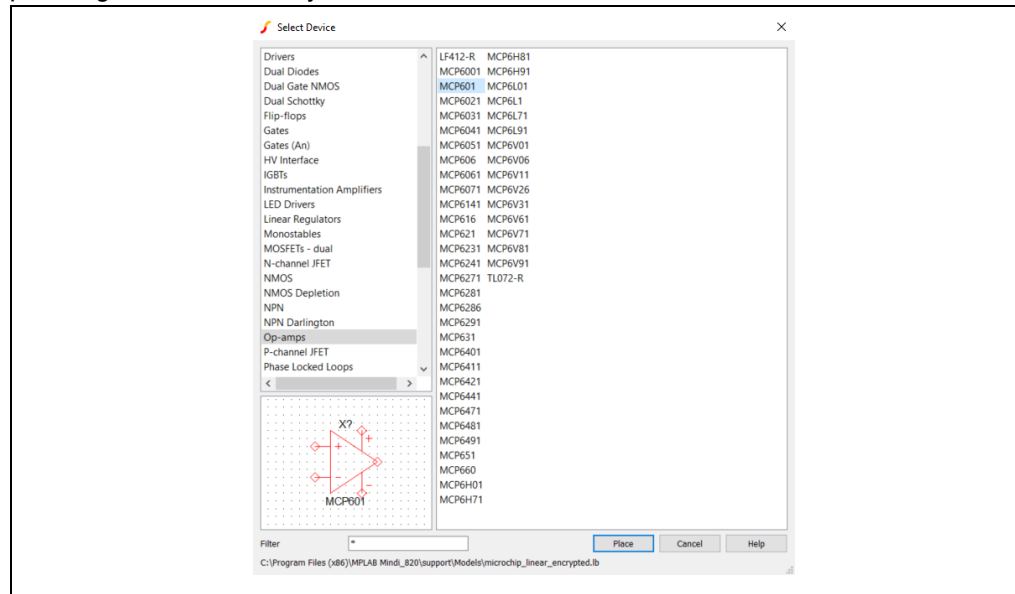 Select Device
Drivers
Dual Diodes
Dual Gate NMOS
Dual Schottky
Flip-flops
Gates
Gates (An)
HV Interface
IGBTs
Instrumentation Amplifiers
LED Drivers
Linear Regulators
Monostables
MOSFETs - dual
N-channel JFET
NMOS
NMOS Depletion
NPN
NPN Darlington
Op-amps
P-channel JFET
Phase Locked Loops
LF412-R MCP6H81
MCP6001 MCP6H91
MCP601 MCP6L01
MCP6021 MCP6L1
MCP6031 MCP6L71
MCP6041 MCP6L91
MCP6051 MCP6V01
MCP606 MCP6V06
MCP6061 MCP6V11
MCP6071 MCP6V26
MCP6141 MCP6V31
MCP616 MCP6V61
MCP621 MCP6V71
MCP6231 MCP6V81
MCP6241 MCP6V91
MCP6271 TL072-R
MCP6281
MCP6286
MCP6291
MCP631
MCP6401
MCP6411
MCP6421
MCP6441
MCP6471
MCP6481
MCP6491
MCP651
MCP660
MCP6H01
MCP6H71
X?
MCP601
Filter *
Place Cancel Help
C:\Program Files (x86)\MPLAB Mindi_820\support\Models\microchip_linear_encrypted.lb